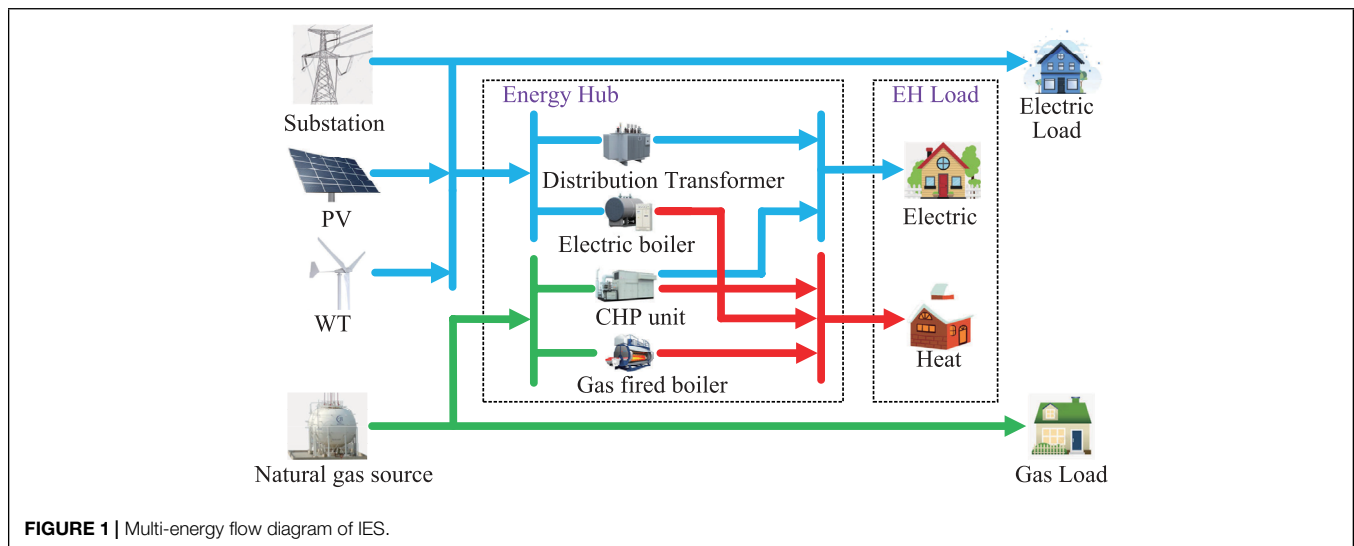 Energy Hub
EH Load
Substation
Electric
Load
PV
Distribution Transformer
Electric
Electric boiler
WT
CHP unit
Heat
Gas fired boiler
Natural gas source
Gas Load
FIGURE 1 | Multi-energy flow diagram of IES.